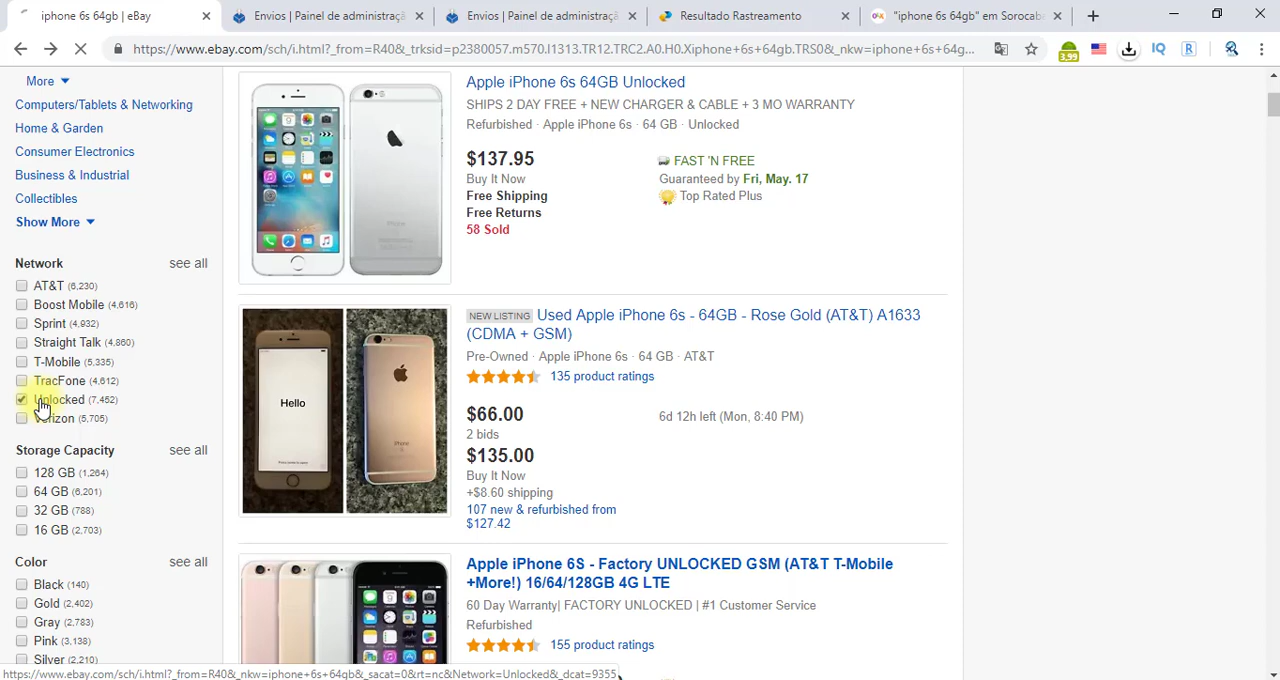 iphone 6s 64gb | eBay
Envios | Painel de administraçã
Envios | Painel de administraçã
Resultado Rastreamento
"iphone 6s 64gb" em Sorocaba
https://www.ebay.com/sch/i.html?_from=R40&_trksid=p2380057.m570.l1313.TR12.TRC2.A0.H0.Xiphone+6s+64gb.TRS0&_nkw=iphone+6s+64g...
3,99
IQ
R
More
Computers/Tablets & Networking
Home & Garden
Consumer Electronics
Business & Industrial
Collectibles
Show More
Network see all
AT&T (6,230)
Boost Mobile (4,616)
Sprint (4,932)
Straight Talk (4,860)
T-Mobile (5,335)
TracFone (4,612)
Unlocked (7,452)
Verizon (5,705)
Storage Capacity see all
128 GB (1,264)
64 GB (6,201)
32 GB (788)
16 GB (2,703)
Color see all
Black (140)
Gold (2,402)
Gray (2,783)
Pink (3,138)
Silver (2,210)
Apple iPhone 6s 64GB Unlocked
SHIPS 2 DAY FREE + NEW CHARGER & CABLE + 3 MO WARRANTY
Refurbished · Apple iPhone 6s · 64 GB · Unlocked
$137.95
Buy It Now
Free Shipping
Free Returns
58 Sold
FAST 'N FREE
Guaranteed by Fri, May. 17
Top Rated Plus
Hello
NEW LISTING Used Apple iPhone 6s - 64GB - Rose Gold (AT&T) A1633
(CDMA + GSM)
Pre-Owned · Apple iPhone 6s · 64 GB · AT&T
135 product ratings
$66.00
2 bids
$135.00
Buy It Now
+$8.60 shipping
107 new & refurbished from
$127.42
6d 12h left (Mon, 8:40 PM)
Apple iPhone 6S - Factory UNLOCKED GSM (AT&T T-Mobile
+More!) 16/64/128GB 4G LTE
60 Day Warranty| FACTORY UNLOCKED | #1 Customer Service
Refurbished
155 product ratings
https://www.ebay.com/sch/i.html?_from=R40&_nkw=iphone+6s+64gb&_sacat=0&rt=nc&Network=Unlocked&_dcat=9355